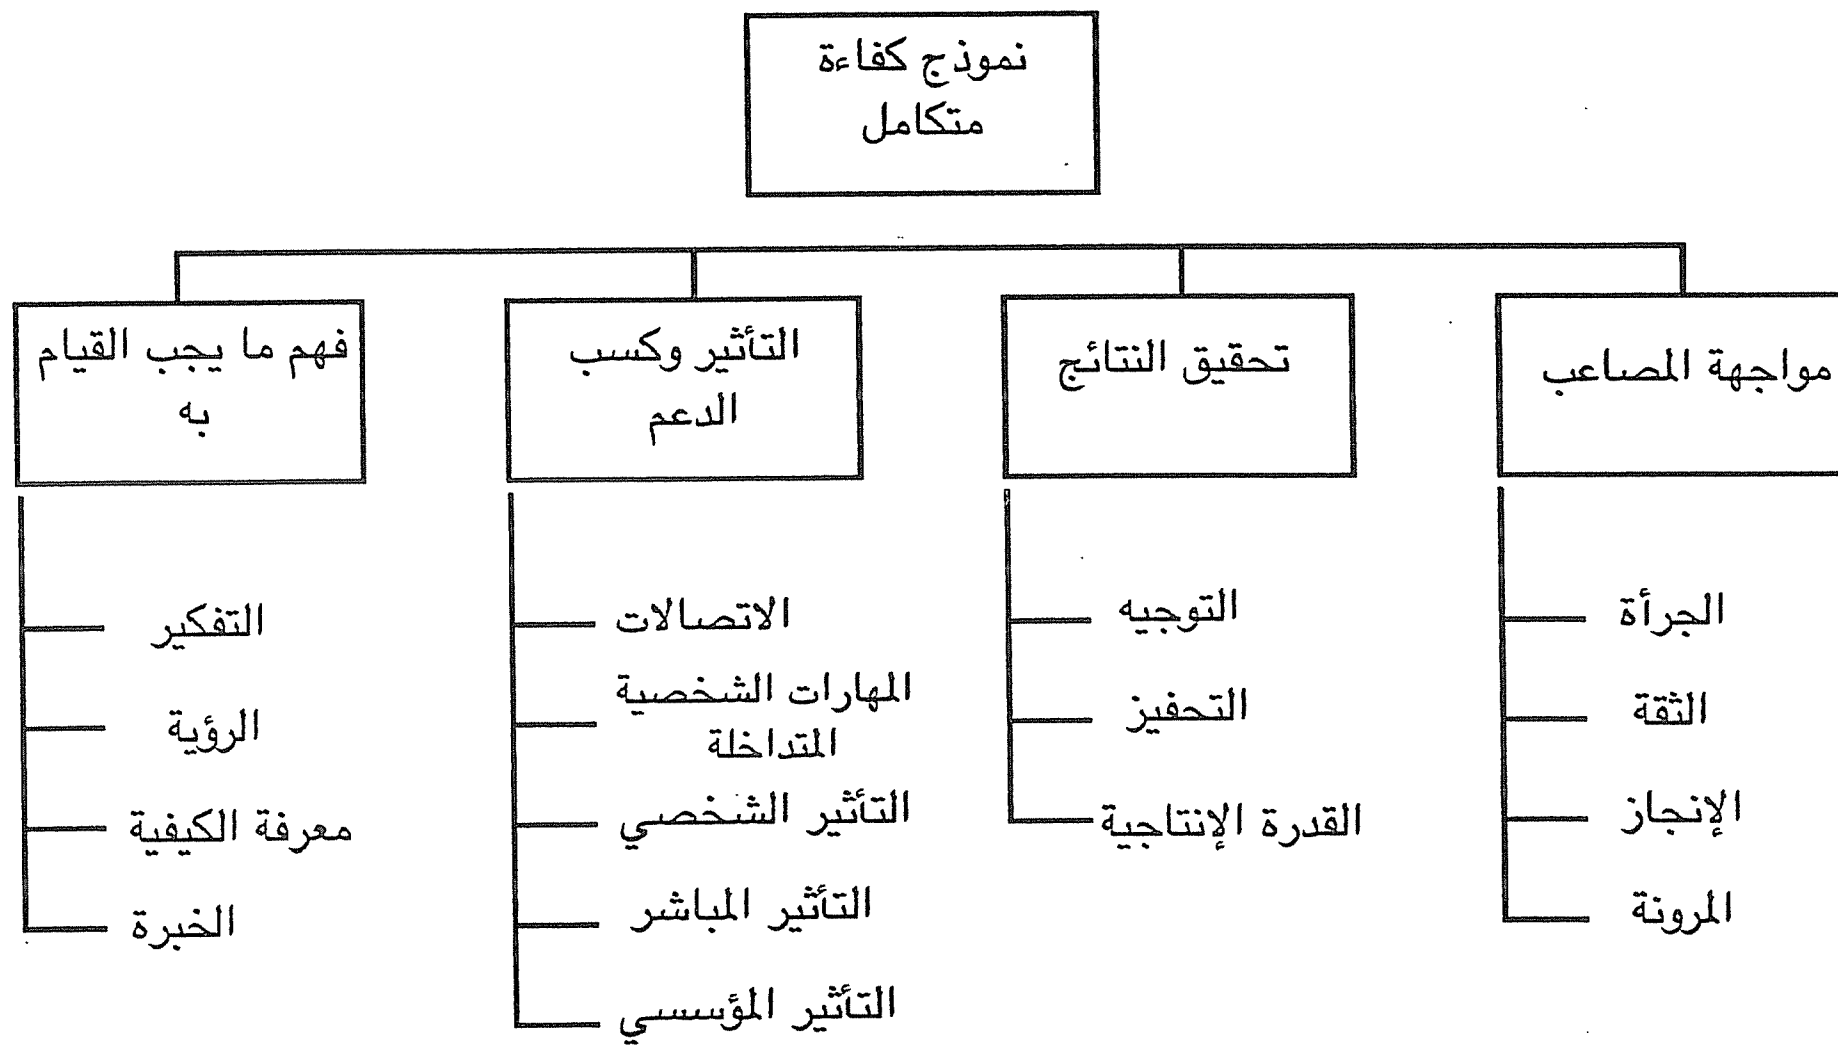 نموذج كفاءة
متكامل
مواجهة المصاعب
الجرأة
الثقة
الإنجاز
المرونة
تحقيق النتائج
التوجيه
التحفيز
القدرة الإنتاجية
التأثير وكسب
الدعم
الاتصالات
المهارات الشخصية
المتداخلة
التأثير الشخصي
التأثير المباشر
التأثير المؤسسي
فهم ما يجب القيام
به
التفكير
الرؤية
معرفة الكيفية
الخبرة